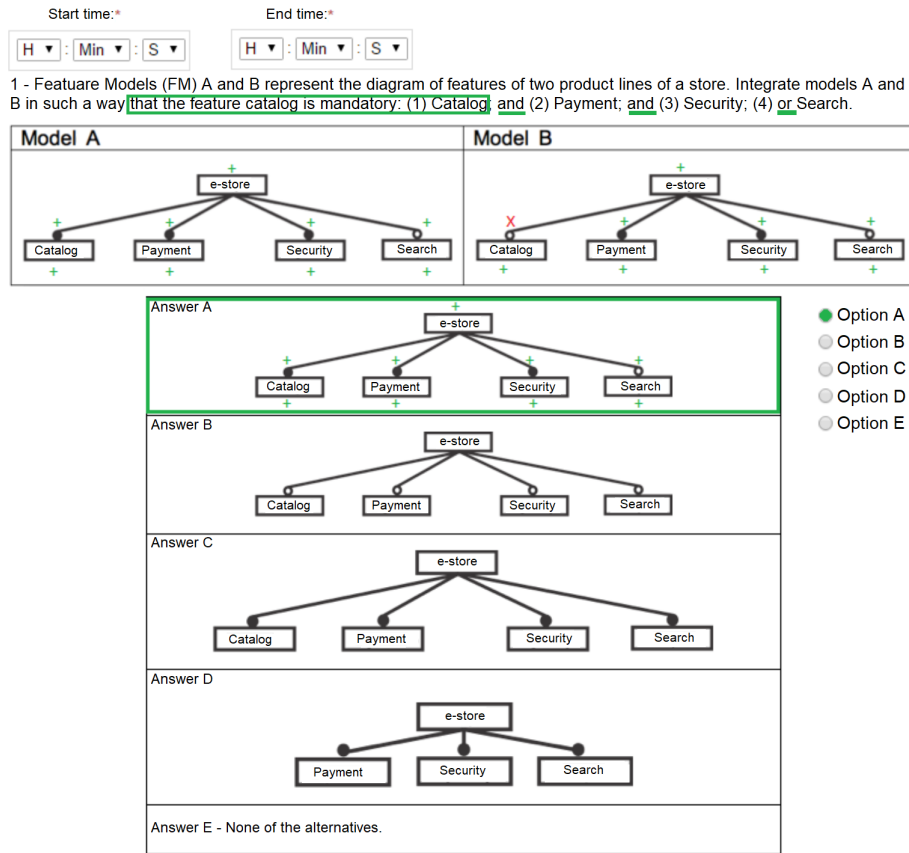 Start time:* End time:*
H ▼ : Min ▼ : S ▼ H ▼ : Min ▼ : S ▼
1 - Featuare Models (FM) A and B represent the diagram of features of two product lines of a store. Integrate models A and
B in such a way that the feature catalog is mandatory: (1) Catalog; and (2) Payment; and (3) Security; (4) or Search.
Model A Model B
+ +
e-store e-store
+ + + + X + + +
Catalog Payment Security Search Catalog Payment Security Search
+ + + + + + + +
Answer A
+
e-store
+ + + +
Catalog Payment Security Search
+ + + +
Option A
Option B
Option C
Option D
Option E
Answer B
e-store
Catalog Payment Security Search
Answer C
e-store
Catalog Payment Security Search
Answer D
e-store
Payment Security Search
Answer E - None of the alternatives.